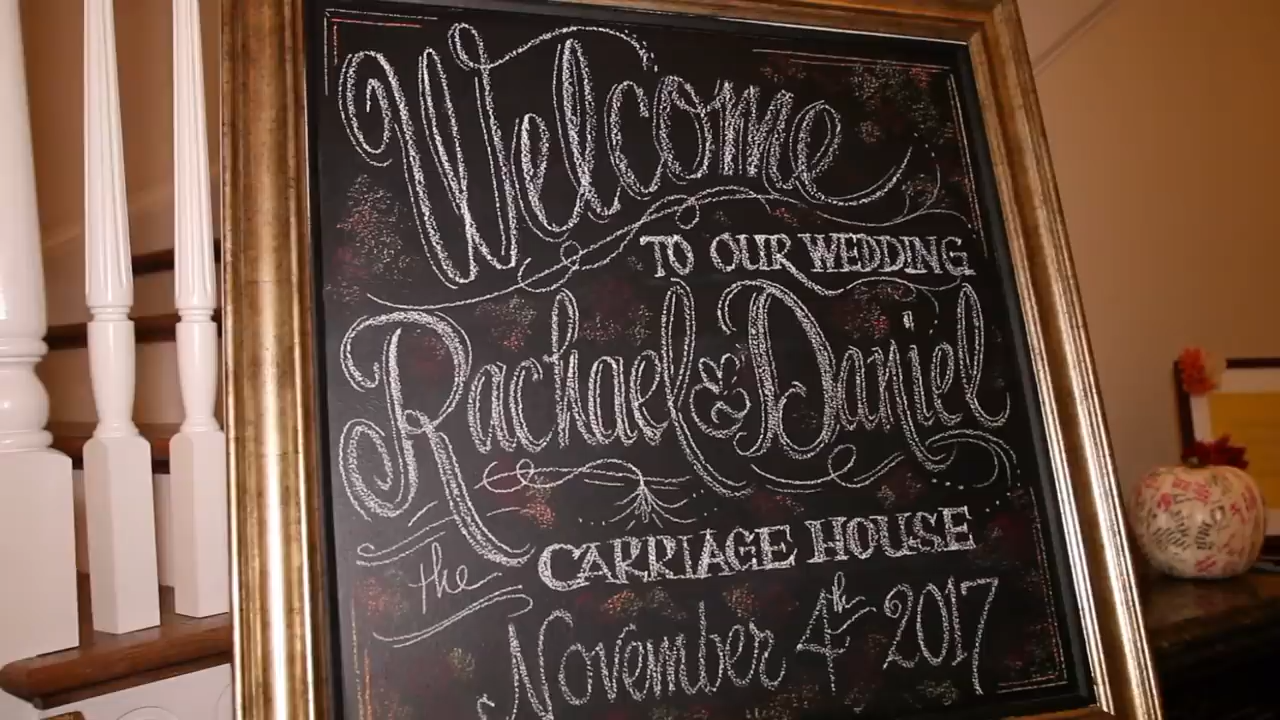 Welcome
TO OUR WEDDING
Rachael & Daniel
the CARRIAGE HOUSE
November 4th 2017